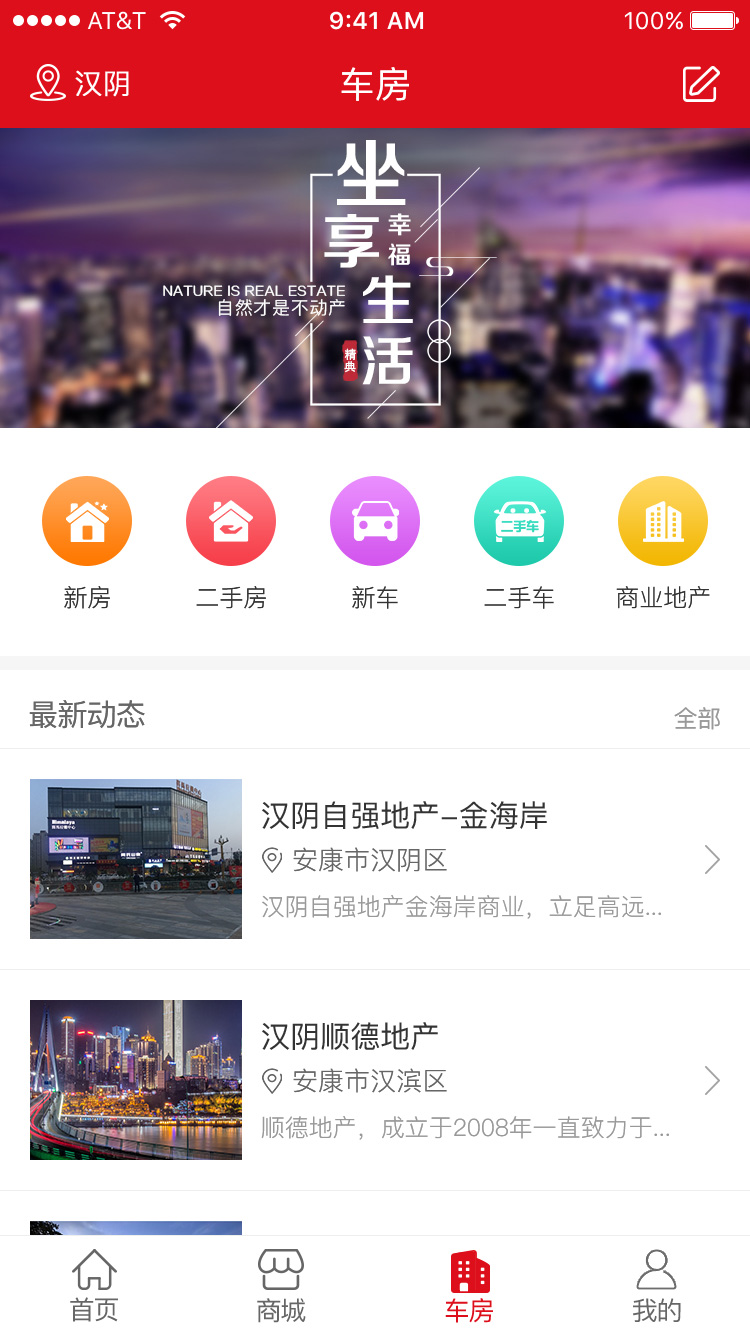 AT&T 9:41 AM 100%
汉阴 车房
坐享生活
幸福
NATURE IS REAL ESTATE
自然才是不动产
精典
二手车
新房 二手房 新车 二手车 商业地产
最新动态 全部
Himalaya
汉阴自强地产-金海岸
安康市汉阴区
汉阴自强地产金海岸商业，立足高远...
汉阴顺德地产
安康市汉滨区
顺德地产，成立于2008年一直致力于...
首页 商城 车房 我的